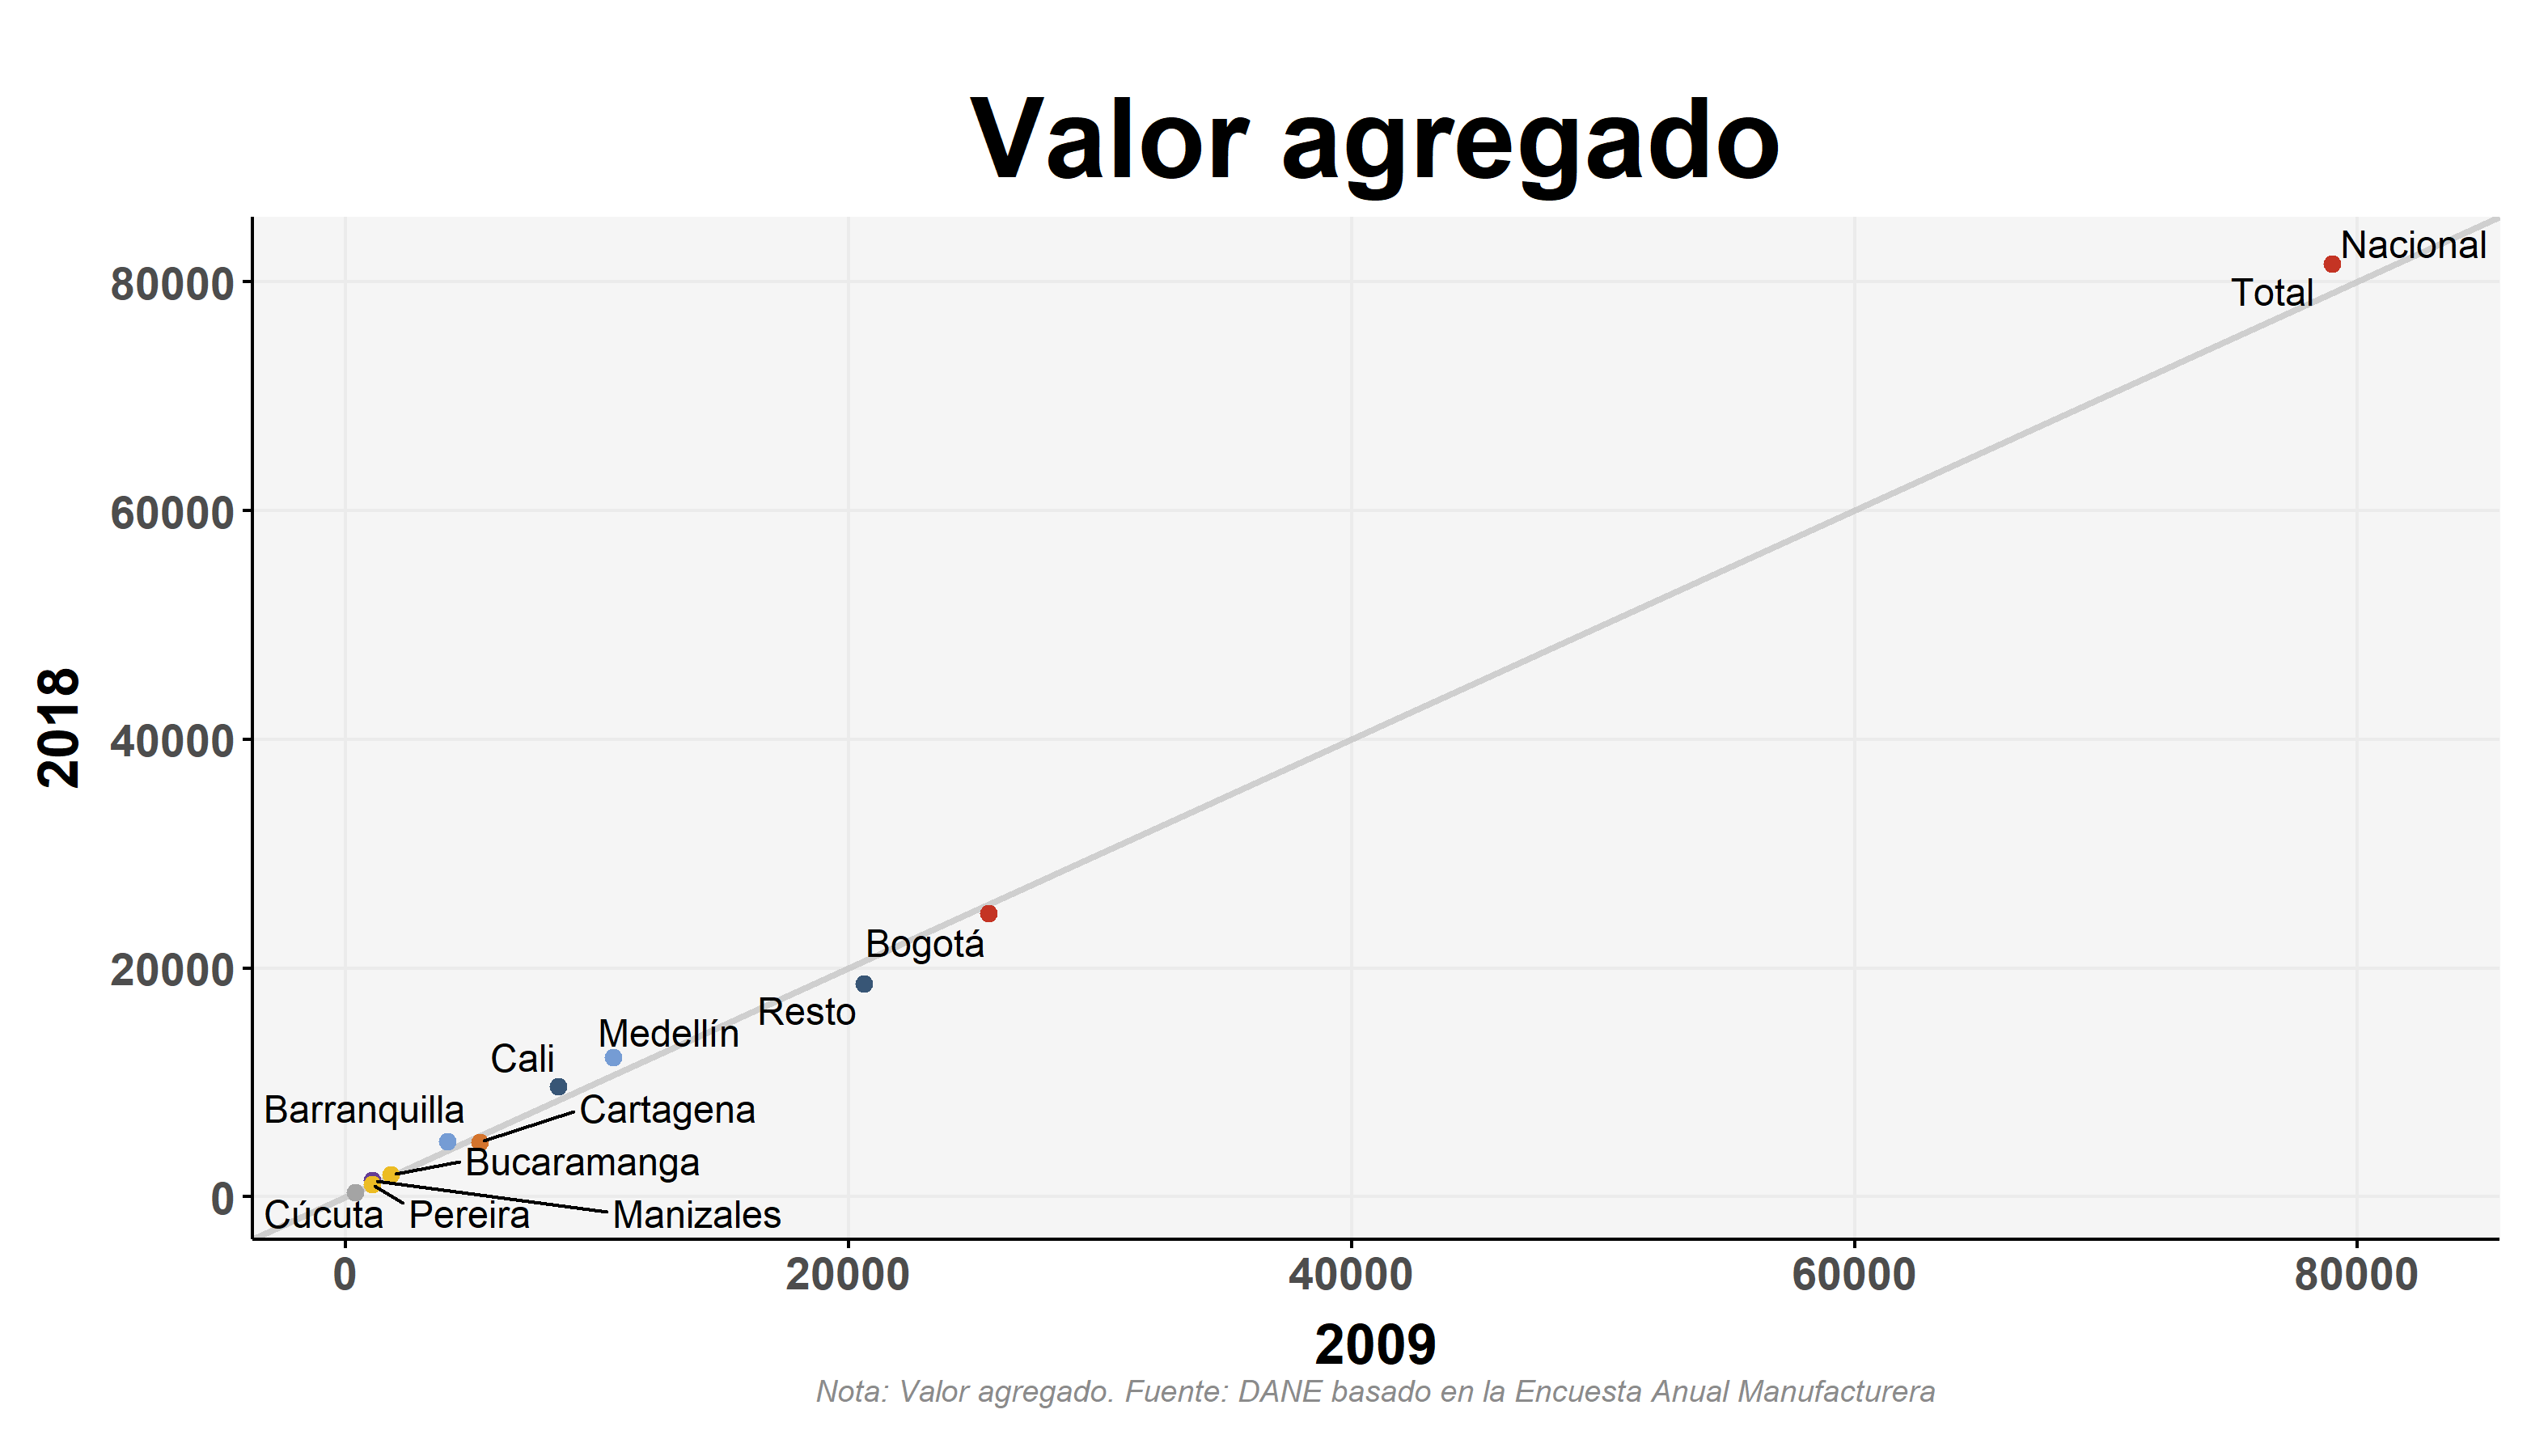 Valor agregado
80000
60000
40000
20000
0
2018
Nacional
Total
Bogotá
Resto
Medellín
Cali
Barranquilla
Cartagena
Bucaramanga
Cúcuta
Pereira
Manizales
0
20000
40000
60000
80000
2009
Nota: Valor agregado. Fuente: DANE basado en la Encuesta Anual Manufacturera